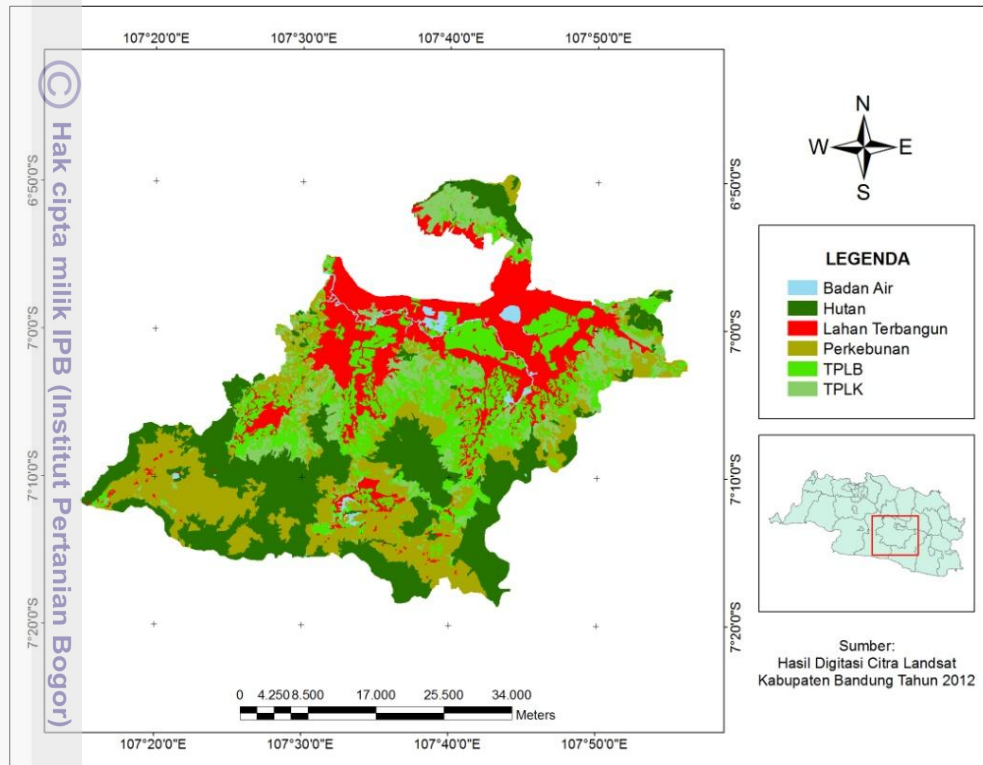 107°20'0"E 107°30'0"E 107°40'0"E 107°50'0"E
6°50'0"S
7°0'0"S
7°10'0"S
7°20'0"S
6°50'0"S
7°0'0"S
7°10'0"S
7°20'0"S
0 4.250 8.500 17.000 25.500 34.000
Meters
107°20'0"E 107°30'0"E 107°40'0"E 107°50'0"E
© Hak cipta milik IPB (Institut Pertanian Bogor)
N
W E
S
LEGENDA
Badan Air
Hutan
Lahan Terbangun
Perkebunan
TPLB
TPLK
Sumber:
Hasil Digitasi Citra Landsat
Kabupaten Bandung Tahun 2012